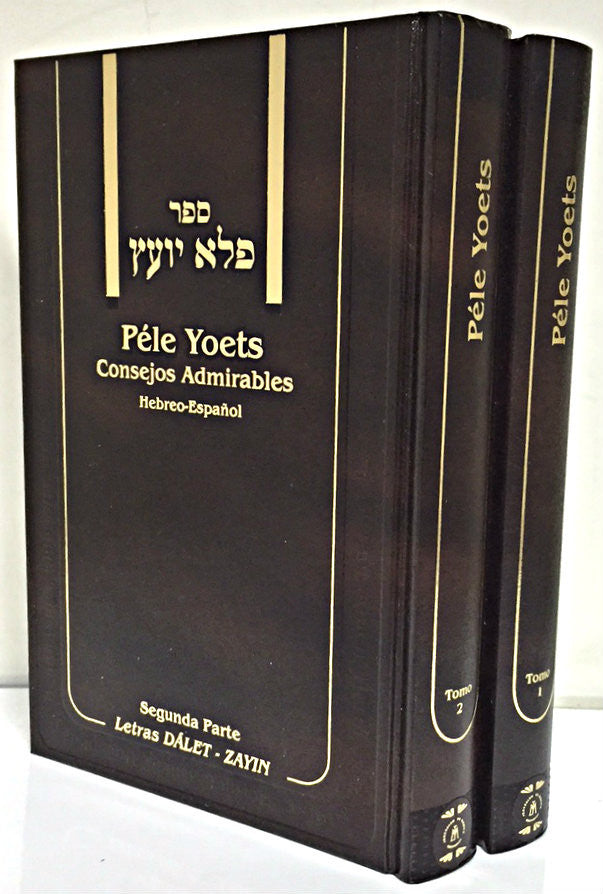 ספר
פלא יועץ
Péle Yoets
Consejos Admirables
Hebreo-Español
Segunda Parte
Letras DÁLET - ZAYIN
Péle Yoets
Tomo
2
Péle Yoets
Tomo
1